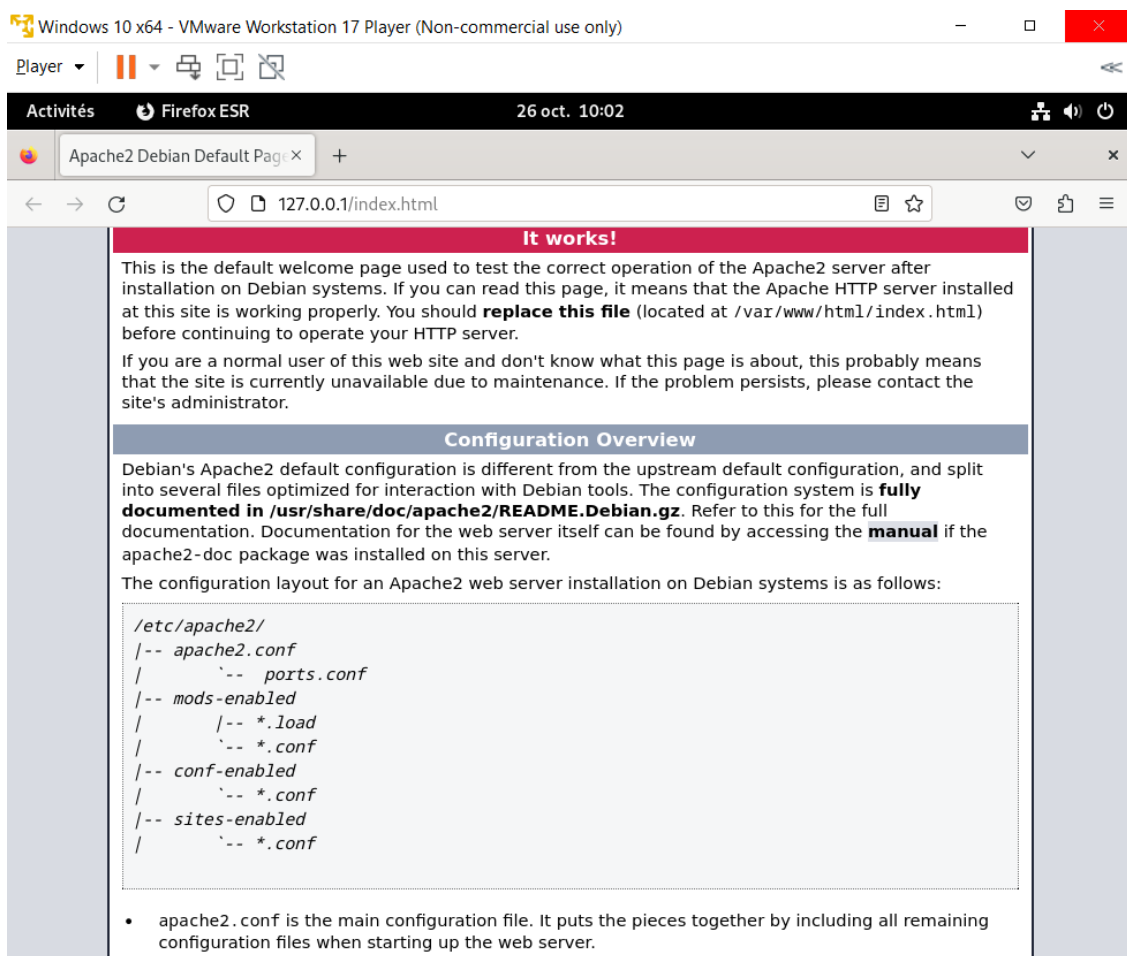 Windows 10 x64 - VMware Workstation 17 Player (Non-commercial use only)
Player
Activités Firefox ESR 26 oct. 10:02
Apache2 Debian Default Page
127.0.0.1/index.html
It works!
This is the default welcome page used to test the correct operation of the Apache2 server after
installation on Debian systems. If you can read this page, it means that the Apache HTTP server installed
at this site is working properly. You should replace this file (located at /var/www/html/index.html)
before continuing to operate your HTTP server.
If you are a normal user of this web site and don't know what this page is about, this probably means
that the site is currently unavailable due to maintenance. If the problem persists, please contact the
site's administrator.
Configuration Overview
Debian's Apache2 default configuration is different from the upstream default configuration, and split
into several files optimized for interaction with Debian tools. The configuration system is fully
documented in /usr/share/doc/apache2/README.Debian.gz. Refer to this for the full
documentation. Documentation for the web server itself can be found by accessing the manual if the
apache2-doc package was installed on this server.
The configuration layout for an Apache2 web server installation on Debian systems is as follows:
/etc/apache2/
|-- apache2.conf
|       `--  ports.conf
|-- mods-enabled
|       |-- *.load
|       `-- *.conf
|-- conf-enabled
|       `-- *.conf
|-- sites-enabled
|       `-- *.conf
• apache2.conf is the main configuration file. It puts the pieces together by including all remaining
configuration files when starting up the web server.